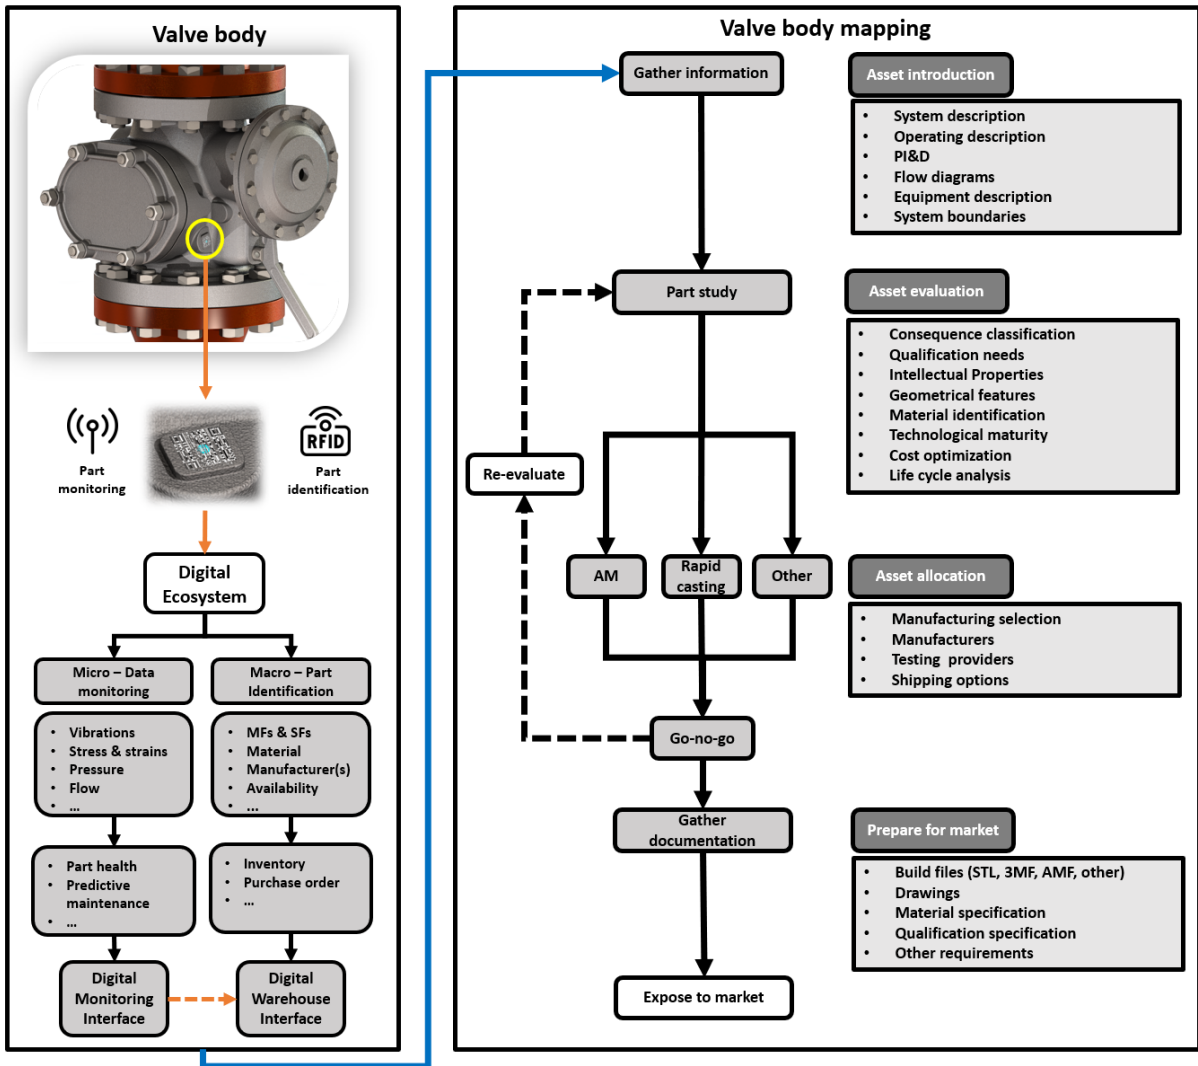 Valve body
Part
monitoring
RFID
Part
identification
Digital
Ecosystem
Micro – Data
monitoring
Macro – Part
Identification
• Vibrations
• Stress & strains
• Pressure
• Flow
• ...
• MFs & SFs
• Material
• Manufacturer(s)
• Availability
• ...
• Part health
• Predictive
maintenance
• ...
• Inventory
• Purchase order
• ...
Digital
Monitoring
Interface
Digital
Warehouse
Interface
Valve body mapping
Gather information
Asset introduction
• System description
• Operating description
• PI&D
• Flow diagrams
• Equipment description
• System boundaries
Part study
Asset evaluation
• Consequence classification
• Qualification needs
• Intellectual Properties
• Geometrical features
• Material identification
• Technological maturity
• Cost optimization
• Life cycle analysis
Re-evaluate
AM
Rapid
casting
Other
Asset allocation
• Manufacturing selection
• Manufacturers
• Testing providers
• Shipping options
Go-no-go
Gather
documentation
Prepare for market
• Build files (STL, 3MF, AMF, other)
• Drawings
• Material specification
• Qualification specification
• Other requirements
Expose to market